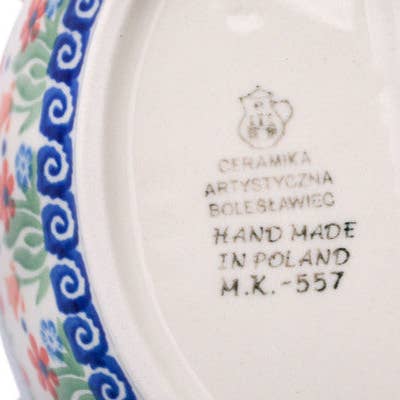 CERAMIKA
ARTYSTYCZNA
BOLESŁAWIEC
HAND MADE
IN POLAND
M.K.-557